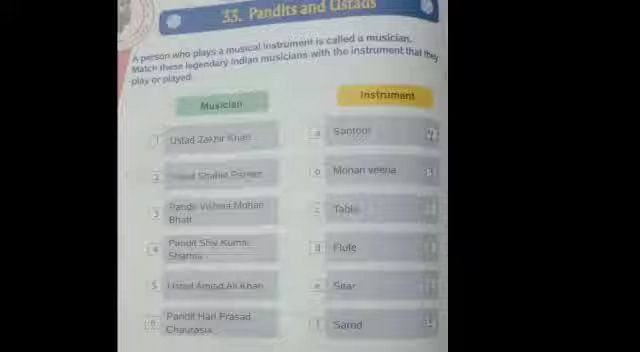 33. Pandits and Ustads
A person who plays a musical instrument is called a musician.
Match these legendary Indian musicians with the instrument that they
play or played.
Musician
Instrument
1 Ustad Zakhir Khan
a Santoor
2 Shahid Parvez
b Mohan veena
3 Pandit Vishwa Mohan
Bhatt
c Tabla
4 Pandit Shiv Kumar
Sharma
d Flute
5 Ustad Amjad Ali Khan
e Sitar
6 Pandit Hari Prasad
Chaurasia
f Sarod